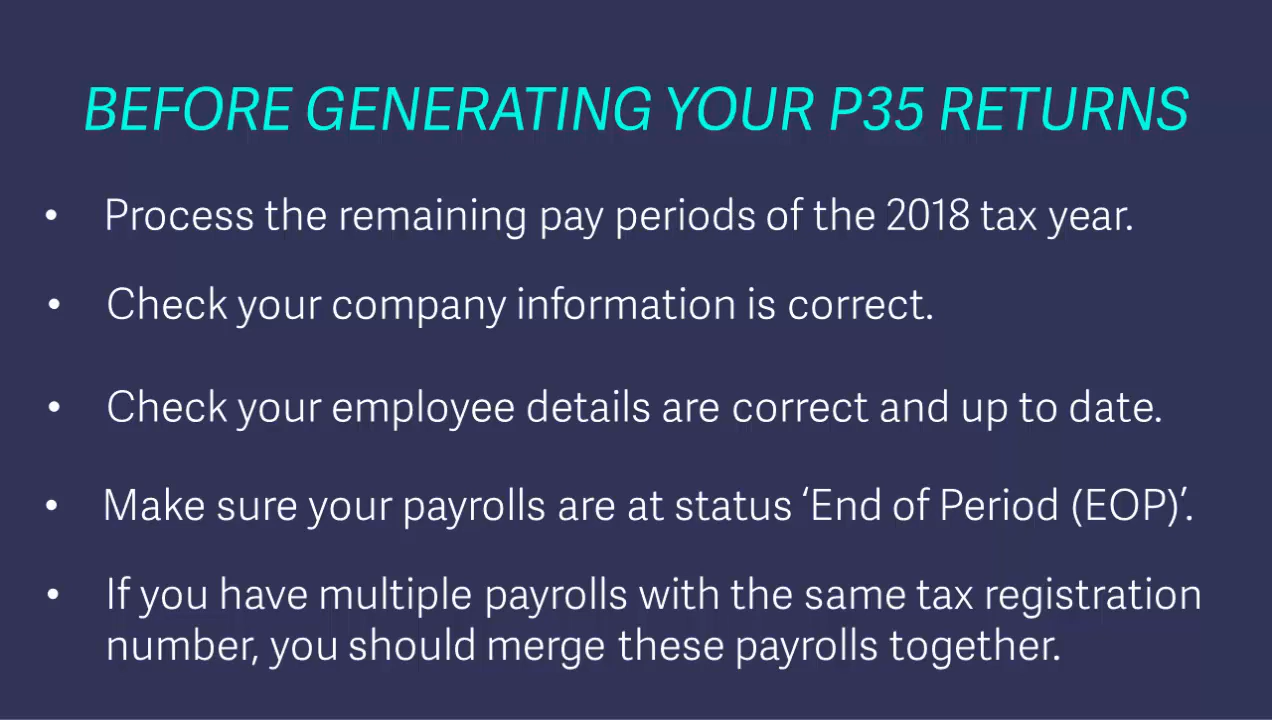 BEFORE GENERATING YOUR P35 RETURNS
• Process the remaining pay periods of the 2018 tax year.
• Check your company information is correct.
• Check your employee details are correct and up to date.
• Make sure your payrolls are at status ‘End of Period (EOP)’.
• If you have multiple payrolls with the same tax registration
number, you should merge these payrolls together.